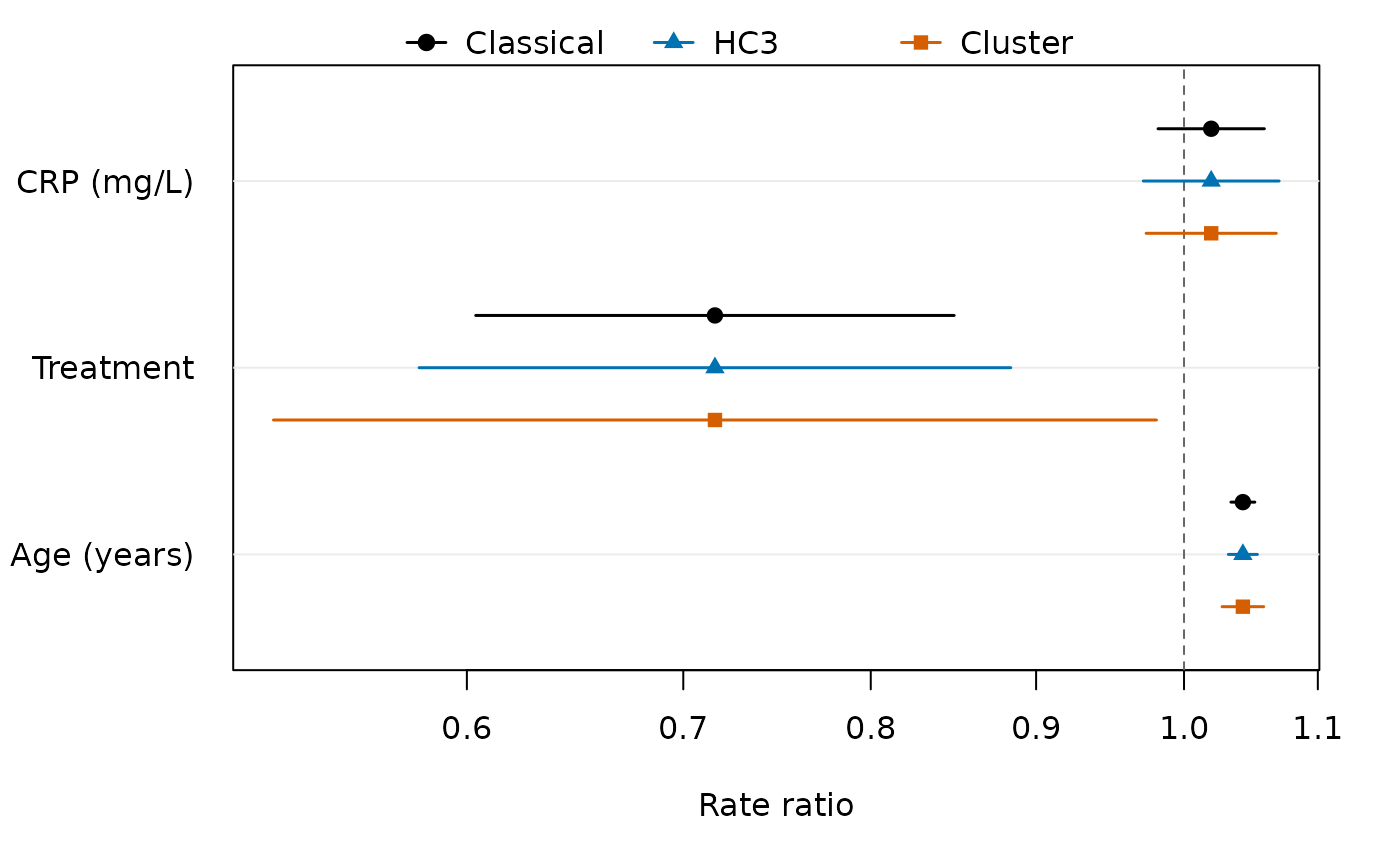 Classical HC3 Cluster
CRP (mg/L)
Treatment
Age (years)
0.6 0.7 0.8 0.9 1.0 1.1
Rate ratio